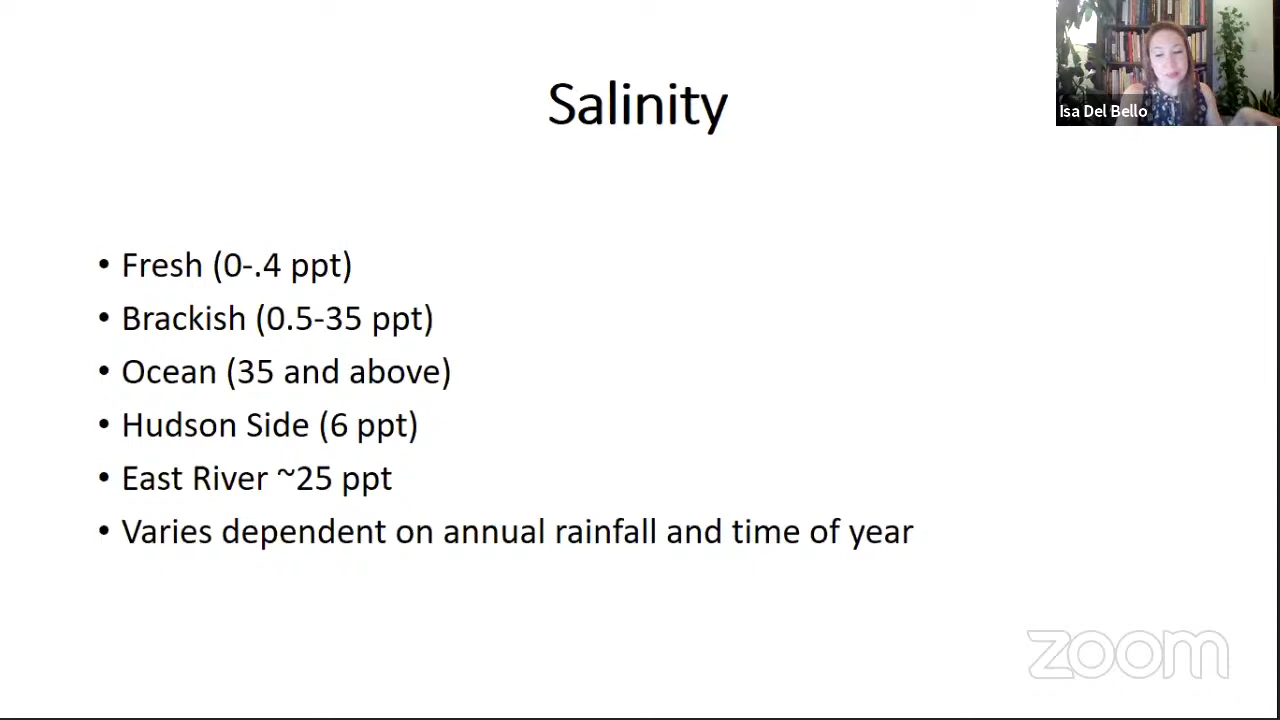 Salinity
Isa Del Bello
• Fresh (0-.4 ppt)
• Brackish (0.5-35 ppt)
• Ocean (35 and above)
• Hudson Side (6 ppt)
• East River ~25 ppt
• Varies dependent on annual rainfall and time of year
zoom